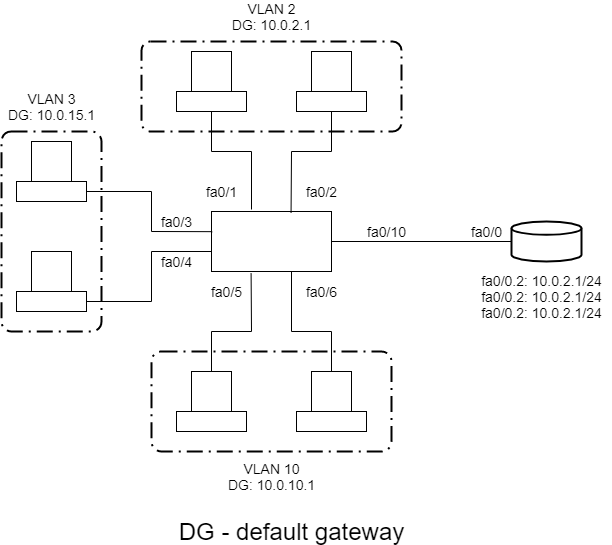 VLAN 2
DG: 10.0.2.1
VLAN 3
DG: 10.0.15.1
fa0/1
fa0/2
fa0/3
fa0/10
fa0/0
fa0/4
fa0/5
fa0/6
fa0/0.2: 10.0.2.1/24
fa0/0.2: 10.0.2.1/24
fa0/0.2: 10.0.2.1/24
VLAN 10
DG: 10.0.10.1
DG - default gateway